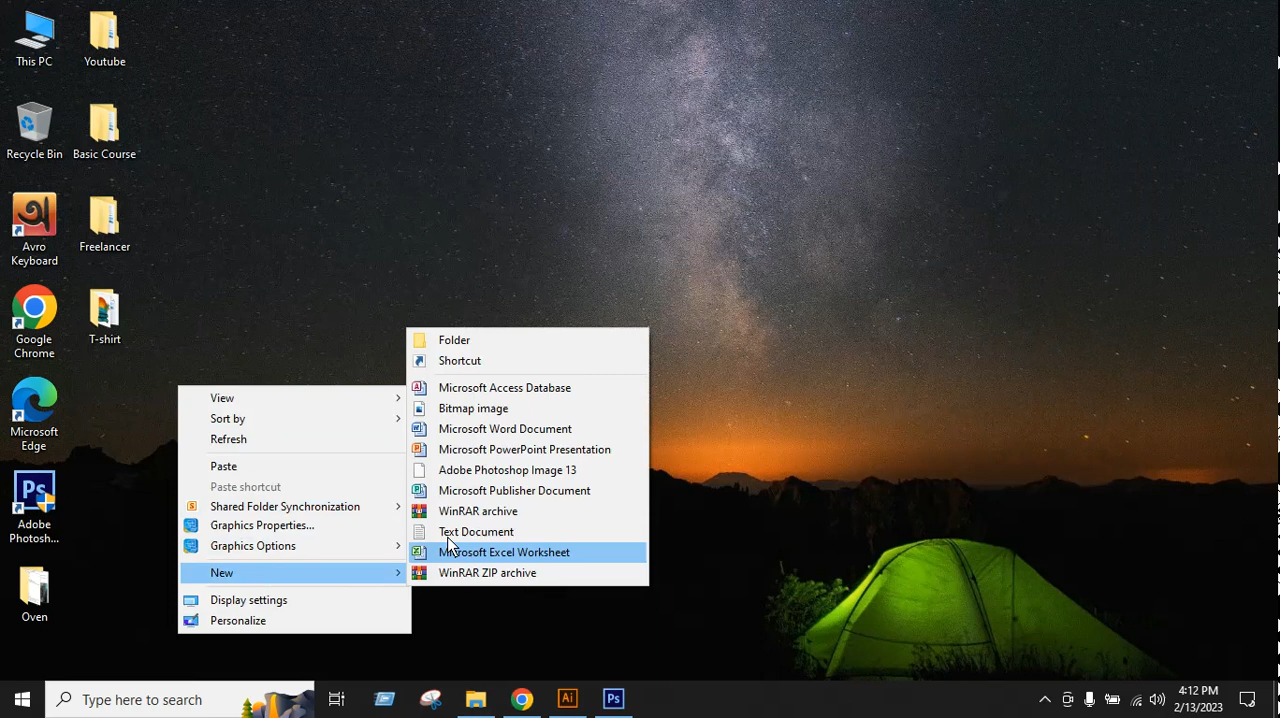 This PC
Youtube
Recycle Bin
Basic Course
Avro
Keyboard
Freelancer
Google
Chrome
T-shirt
Microsoft
Edge
Ps
Adobe
Photosh...
Oven
View
Sort by
Refresh
Paste
Paste shortcut
Shared Folder Synchronization
Graphics Properties...
Graphics Options
New
Display settings
Personalize
Folder
Shortcut
Microsoft Access Database
Bitmap image
Microsoft Word Document
Microsoft PowerPoint Presentation
Adobe Photoshop Image 13
Microsoft Publisher Document
WinRAR archive
Text Document
Microsoft Excel Worksheet
WinRAR ZIP archive
Type here to search
Ai
Ps
4:12 PM
2/13/2023